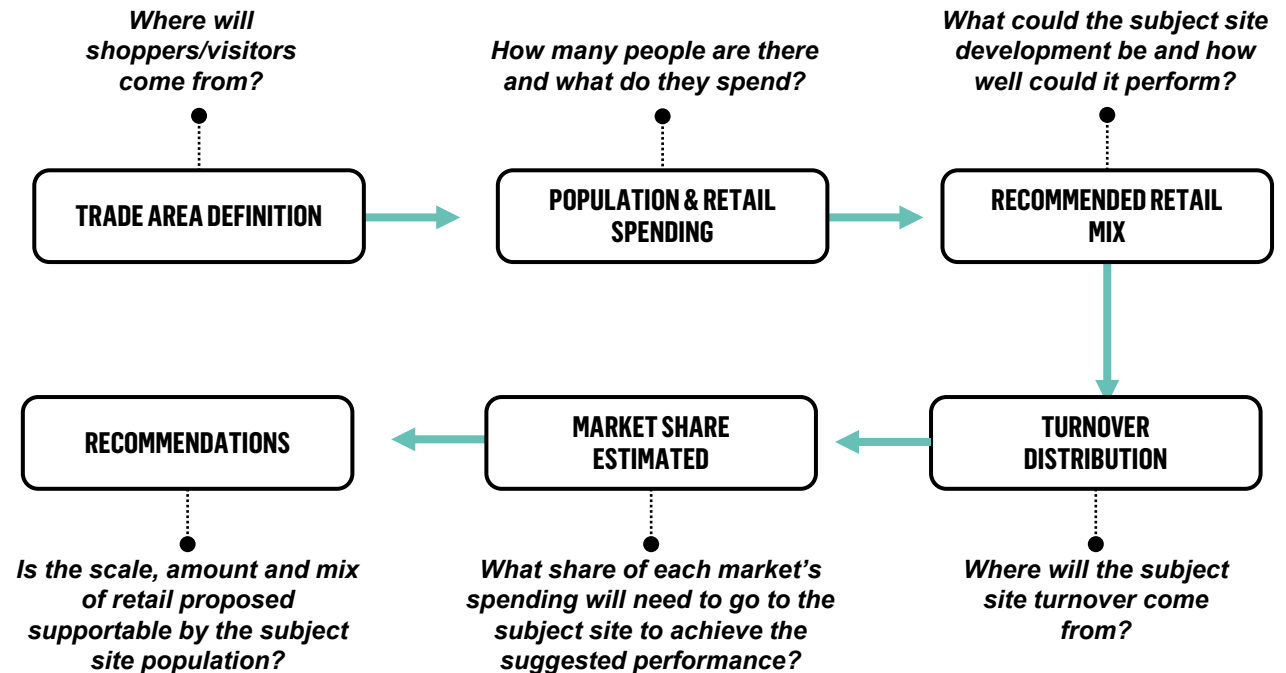 Where will
shoppers/visitors
come from?
How many people are there
and what do they spend?
What could the subject site
development be and how
well could it perform?
TRADE AREA DEFINITION
POPULATION & RETAIL
SPENDING
RECOMMENDED RETAIL
MIX
RECOMMENDATIONS
MARKET SHARE
ESTIMATED
TURNOVER
DISTRIBUTION
Is the scale, amount and mix
of retail proposed
supportable by the subject
site population?
What share of each market's
spending will need to go to the
subject site to achieve the
suggested performance?
Where will the subject
site turnover come
from?